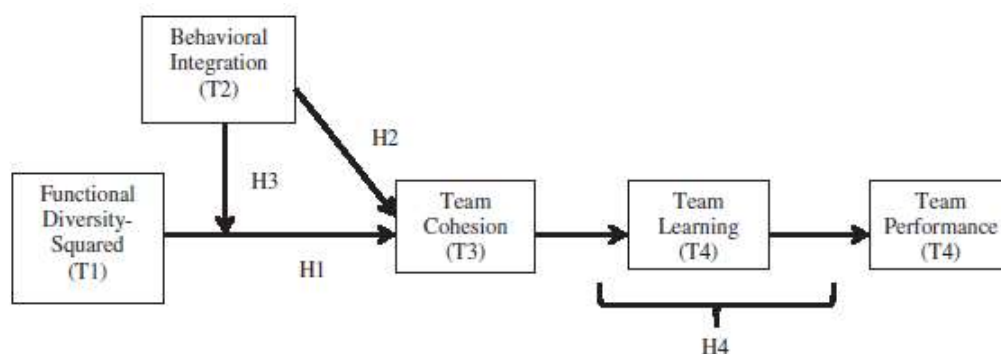 Behavioral
Integration
(T2)
H2
H3
Functional
Diversity-
Squared
(T1)
Team
Cohesion
(T3)
Team
Learning
(T4)
Team
Performance
(T4)
H1
H4